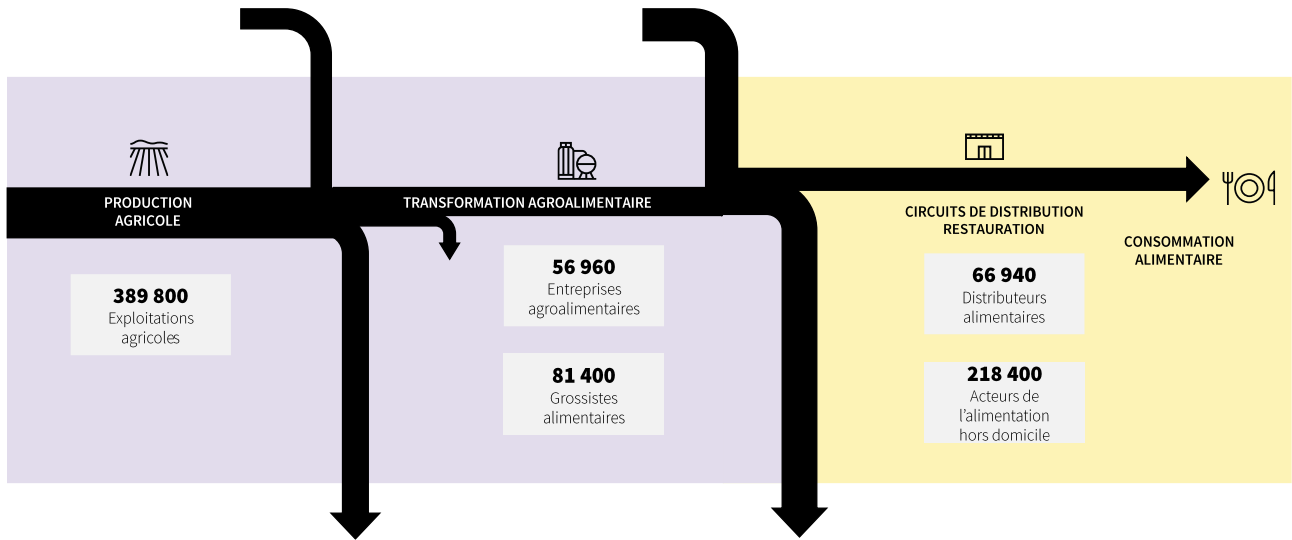 PRODUCTION
AGRICOLE
389 800
Exploitations
agricoles
TRANSFORMATION AGROALIMENTAIRE
56 960
Entreprises
agroalimentaires
81 400
Grossistes
alimentaires
CIRCUITS DE DISTRIBUTION
RESTAURATION
66 940
Distributeurs
alimentaires
218 400
Acteurs de
l’alimentation
hors domicile
CONSOMMATION
ALIMENTAIRE